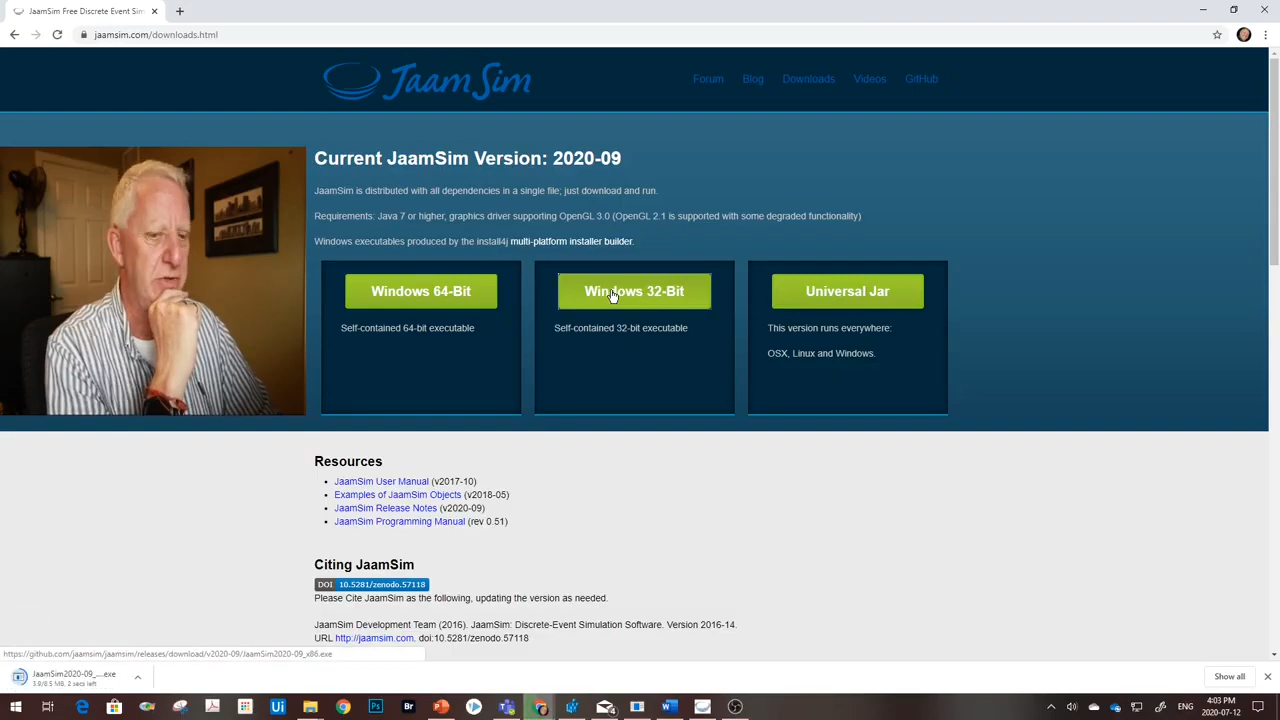 JaamSim Free Discrete Event Sim
jaamsim.com/downloads.html
JaamSim
Forum
Blog
Downloads
Videos
GitHub
Current JaamSim Version: 2020-09
JaamSim is distributed with all dependencies in a single file; just download and run.
Requirements: Java 7 or higher, graphics driver supporting OpenGL 3.0 (OpenGL 2.1 is supported with some degraded functionality)
Windows executables produced by the install4j multi-platform installer builder.
Windows 64-Bit
Self-contained 64-bit executable
Windows 32-Bit
Self-contained 32-bit executable
Universal Jar
This version runs everywhere:
OSX, Linux and Windows.
Resources
JaamSim User Manual (v2017-10)
Examples of JaamSim Objects (v2018-05)
JaamSim Release Notes (v2020-09)
JaamSim Programming Manual (rev 0.51)
Citing JaamSim
DOI 10.5281/zenodo.57118
Please Cite JaamSim as the following, updating the version as needed.
JaamSim Development Team (2016). JaamSim: Discrete-Event Simulation Software. Version 2016-14.
URL http://jaamsim.com. doi:10.5281/zenodo.57118
https://github.com/jaamsim/jaamsim/releases/download/v2020-09/JaamSim2020-09_x86.exe
JaamSim2020-09_....exe
3.9/8.5 MB, 2 secs left
Show all
Ui
Ps
Br
ENG
4:03 PM
2020-07-12